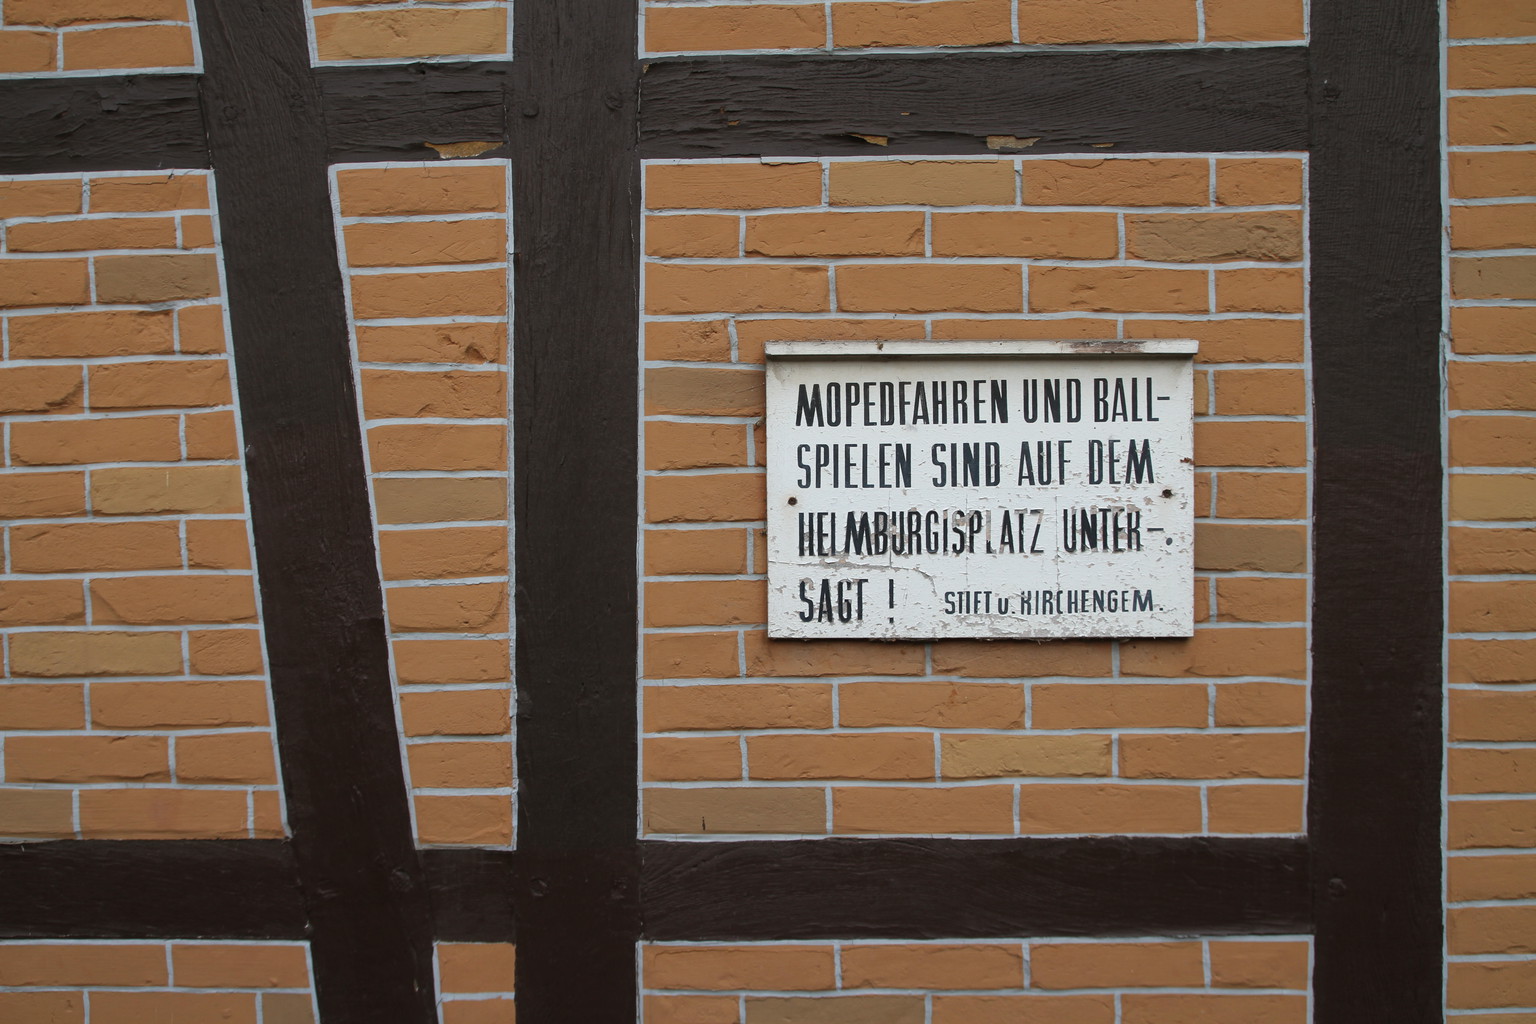 MOPEDFAHREN UND BALL-
SPIELEN SIND AUF DEM
HELMBURGISPLATZ UNTER-
SAGT !
STIFT u. KIRCHENGEM.